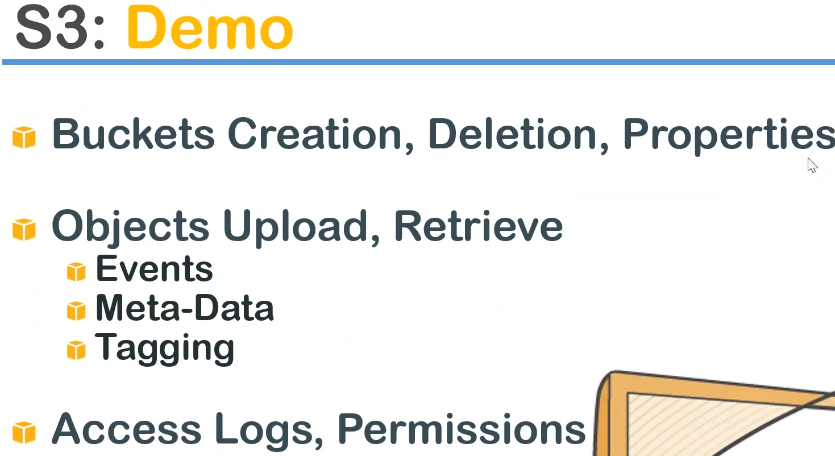 S3: Demo
Buckets Creation, Deletion, Properties
Objects Upload, Retrieve
Events
Meta-Data
Tagging
Access Logs, Permissions